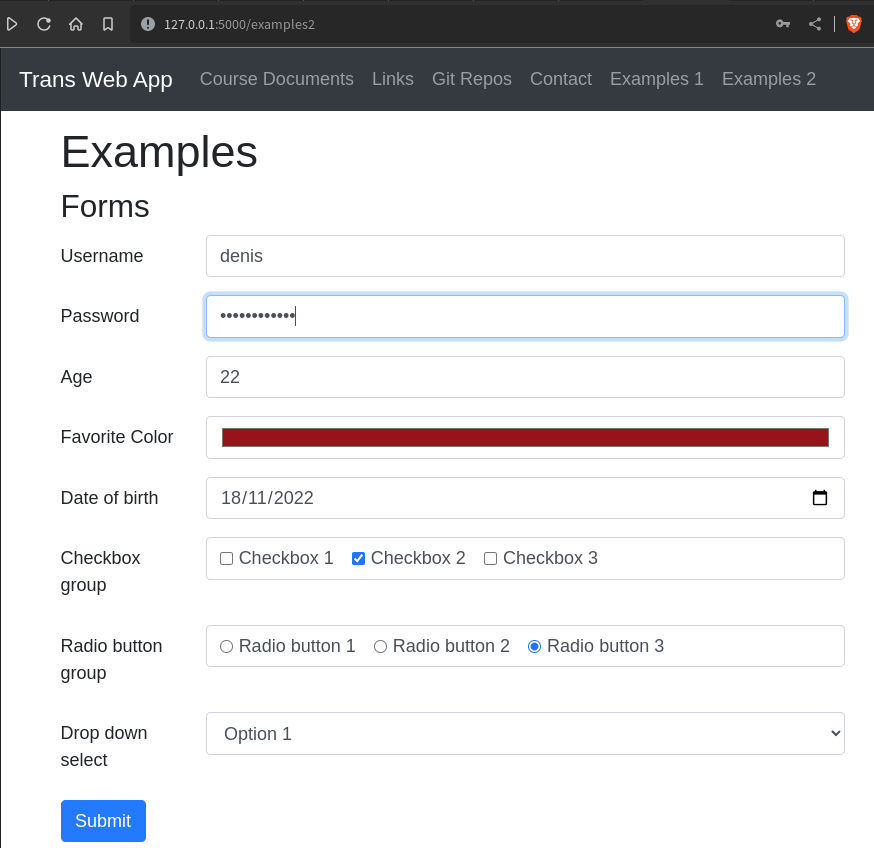 127.0.0.1:5000/examples2
Trans Web App Course Documents Links Git Repos Contact Examples 1 Examples 2
Examples
Forms
Username denis
Password ••••••••••••
Age 22
Favorite Color
Date of birth 18/11/2022
Checkbox group Checkbox 1 Checkbox 2 Checkbox 3
Radio button group Radio button 1 Radio button 2 Radio button 3
Drop down select Option 1
Submit